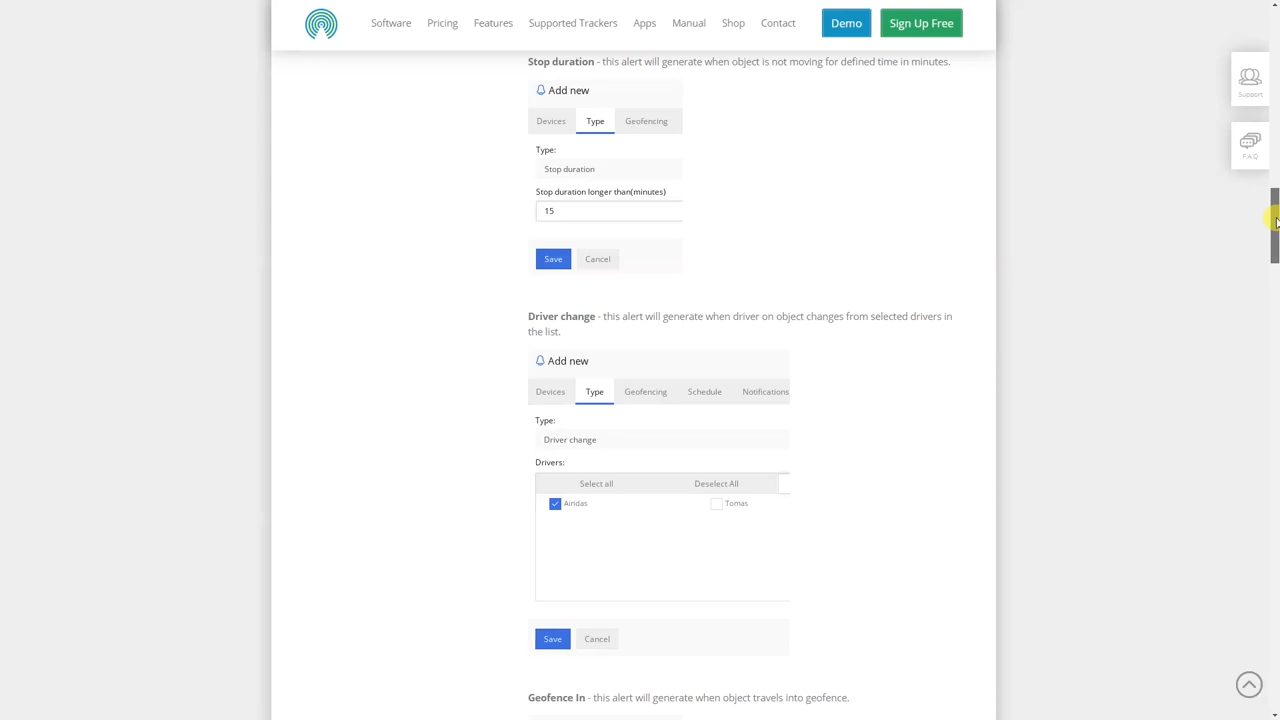 Software Pricing Features Supported Trackers Apps Manual Shop Contact Demo Sign Up Free
Support
F.A.Q
Stop duration - this alert will generate when object is not moving for defined time in minutes.
Add new
Devices Type Geofencing
Type:
Stop duration
Stop duration longer than(minutes)
15
Save Cancel
Driver change - this alert will generate when driver on object changes from selected drivers in
the list.
Add new
Devices Type Geofencing Schedule Notifications
Type:
Driver change
Drivers:
Select all Deselect All
Airidas Tomas
Save Cancel
Geofence In - this alert will generate when object travels into geofence.